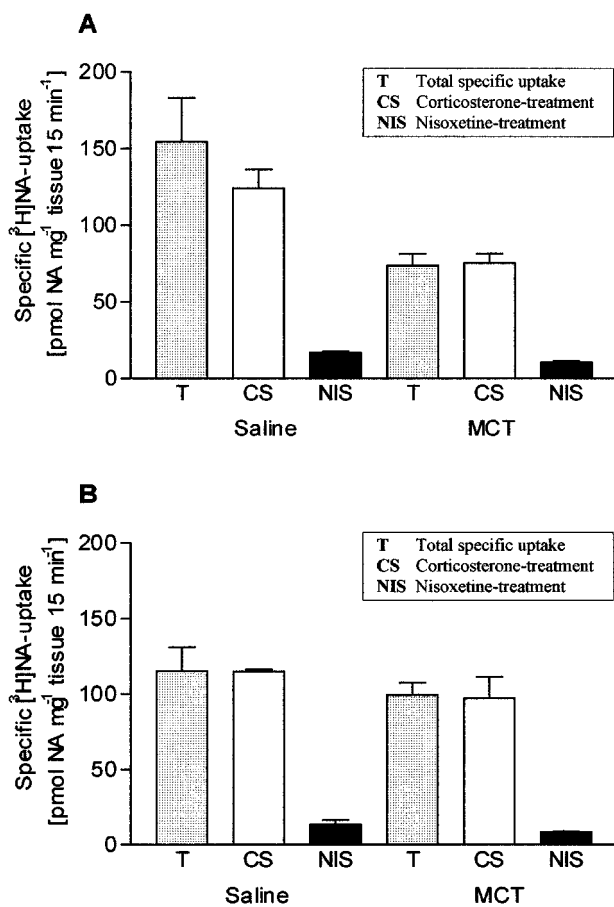 A
Specific [³H]NA-uptake
[pmol NA mg⁻¹ tissue 15 min⁻¹]
200
150
100
50
0
T Total specific uptake
CS Corticosterone-treatment
NIS Nisoxetine-treatment
T CS NIS T CS NIS
Saline MCT
B
Specific [³H]NA-uptake
[pmol NA mg⁻¹ tissue 15 min⁻¹]
200
150
100
50
0
T Total specific uptake
CS Corticosterone-treatment
NIS Nisoxetine-treatment
T CS NIS T CS NIS
Saline MCT